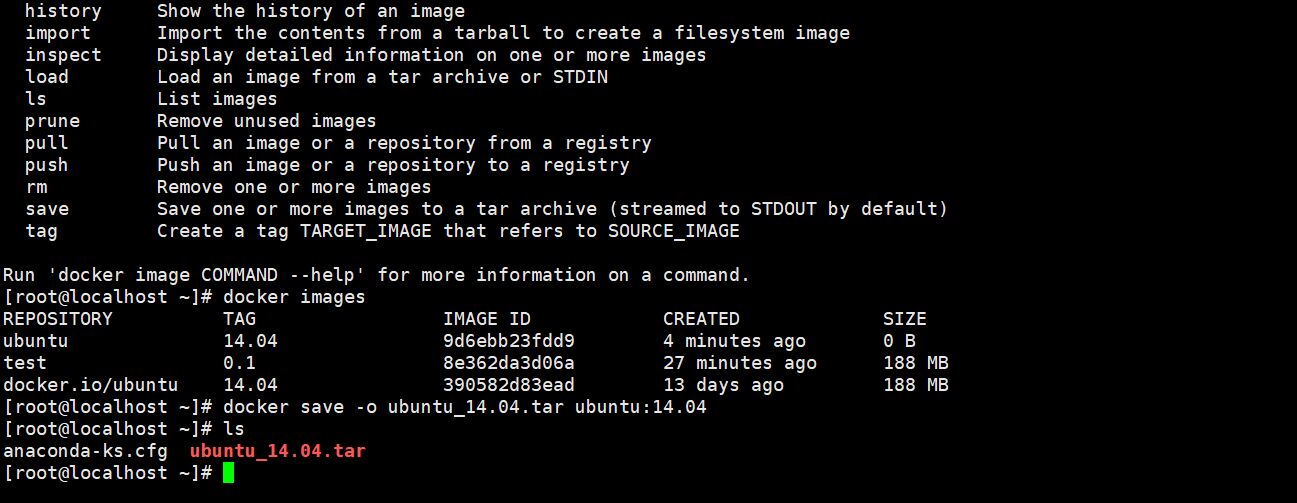 history     Show the history of an image
  import      Import the contents from a tarball to create a filesystem image
  inspect     Display detailed information on one or more images
  load        Load an image from a tar archive or STDIN
  ls          List images
  prune       Remove unused images
  pull        Pull an image or a repository from a registry
  push        Push an image or a repository to a registry
  rm          Remove one or more images
  save        Save one or more images to a tar archive (streamed to STDOUT by default)
  tag         Create a tag TARGET_IMAGE that refers to SOURCE_IMAGE

Run 'docker image COMMAND --help' for more information on a command.
[root@localhost ~]# docker images
REPOSITORY          TAG                 IMAGE ID            CREATED             SIZE
ubuntu              14.04               9d6ebb23fdd9        4 minutes ago       0 B
test                0.1                 8e362da3d06a        27 minutes ago      188 MB
docker.io/ubuntu    14.04               390582d83ead        13 days ago         188 MB
[root@localhost ~]# docker save -o ubuntu_14.04.tar ubuntu:14.04
[root@localhost ~]# ls
anaconda-ks.cfg  ubuntu_14.04.tar
[root@localhost ~]#